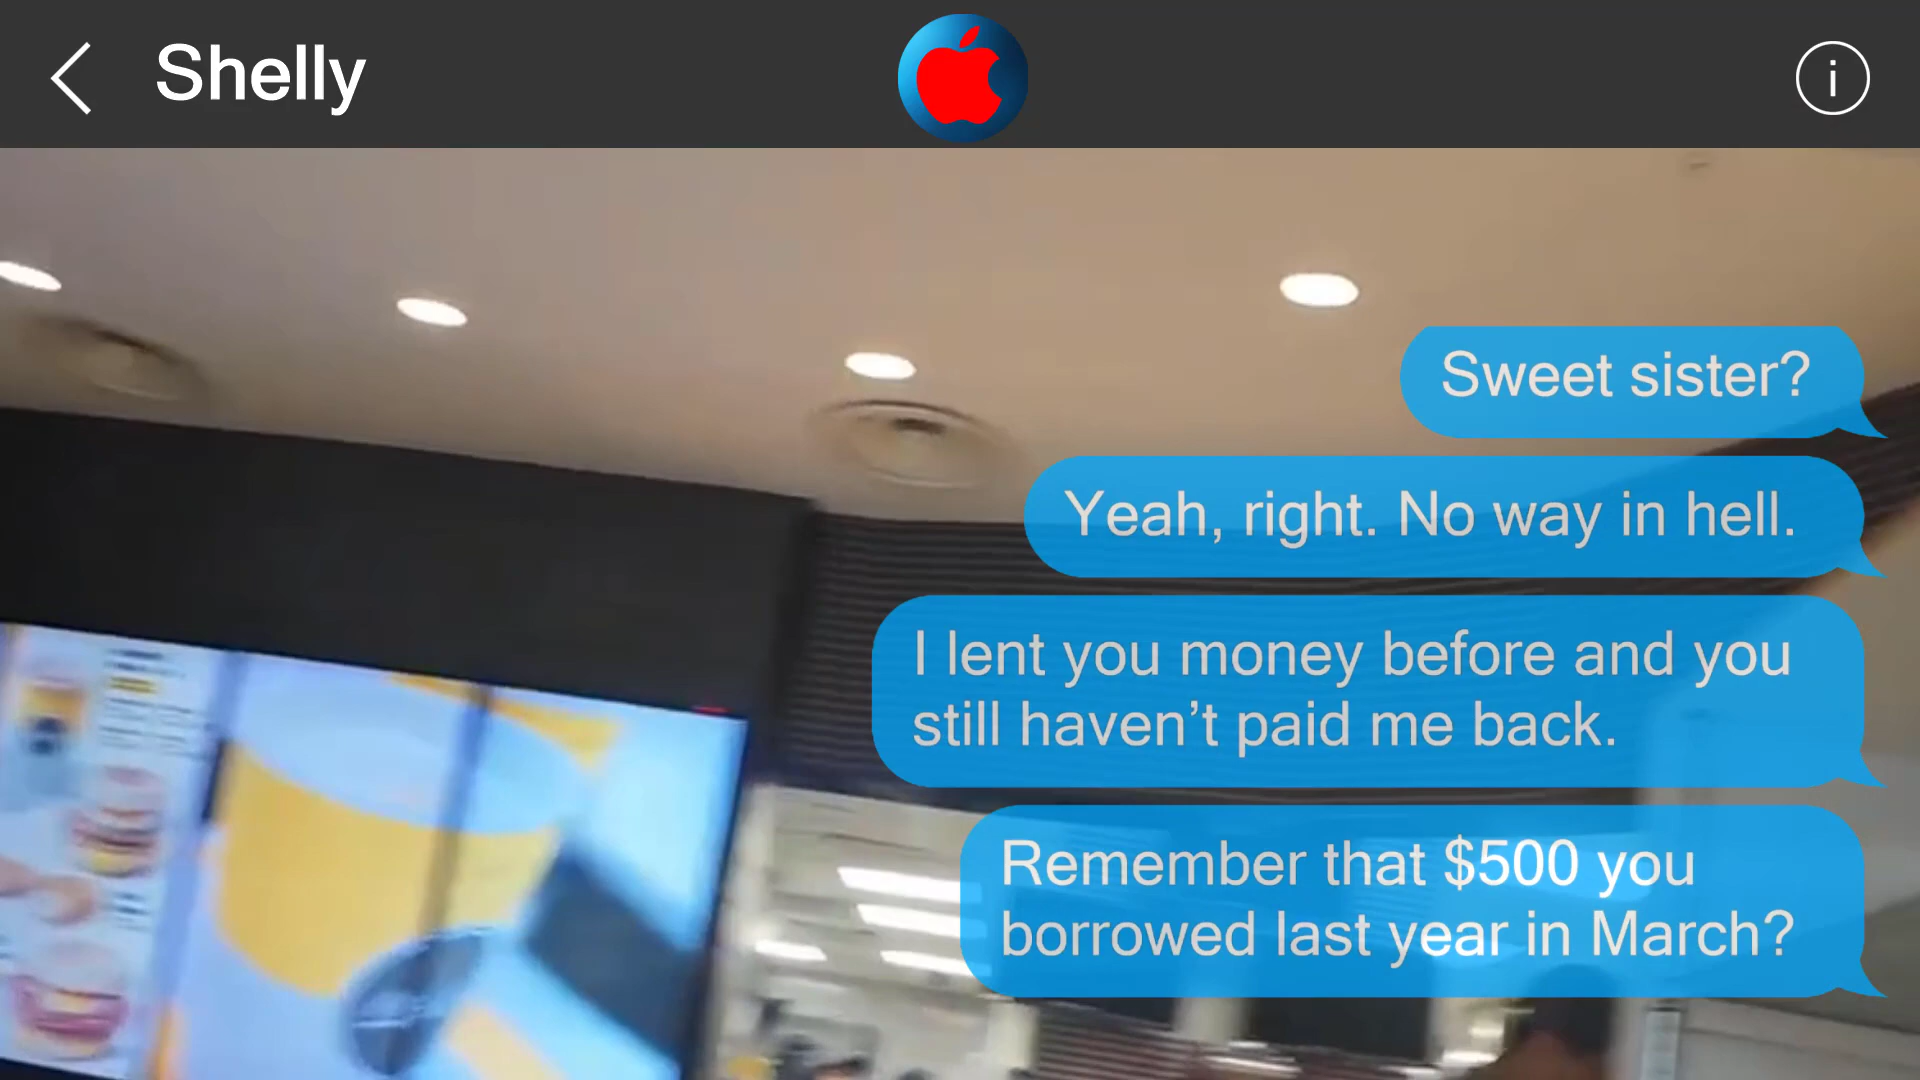 Shelly
Sweet sister?
Yeah, right. No way in hell.
I lent you money before and you
still haven’t paid me back.
Remember that $500 you
borrowed last year in March?